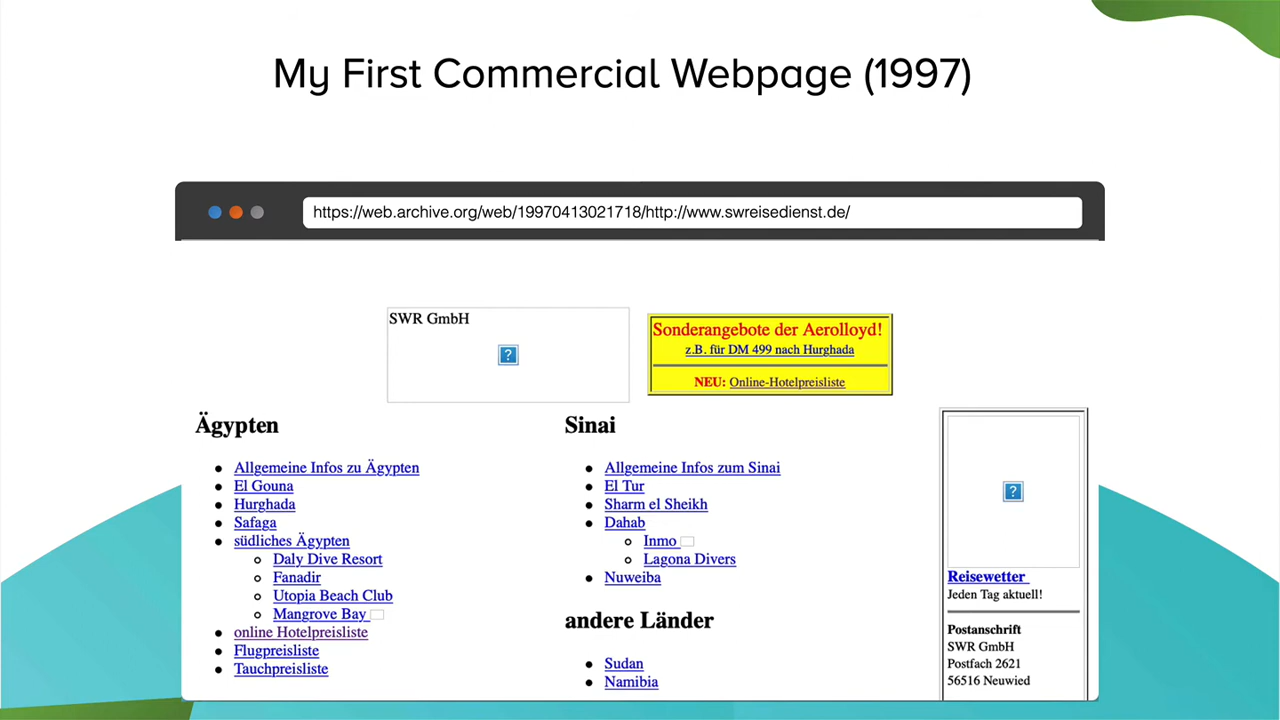 My First Commercial Webpage (1997)
https://web.archive.org/web/19970413021718/http://www.swreisedienst.de/
SWR GmbH
?
Sonderangebote der Aerolloyd!
z.B. für DM 499 nach Hurghada
NEU: Online-Hotelpreisliste
Ägypten
Allgemeine Infos zu Ägypten
El Gouna
Hurghada
Safaga
südliches Ägypten
Daly Dive Resort
Fanadir
Utopia Beach Club
Mangrove Bay
online Hotelpreisliste
Flugpreisliste
Tauchpreisliste
Sinai
Allgemeine Infos zum Sinai
El Tur
Sharm el Sheikh
Dahab
Inmo
Lagona Divers
Nuweiba
andere Länder
Sudan
Namibia
?
Reisewetter
Jeden Tag aktuell!
Postanschrift
SWR GmbH
Postfach 2621
56516 Neuwied